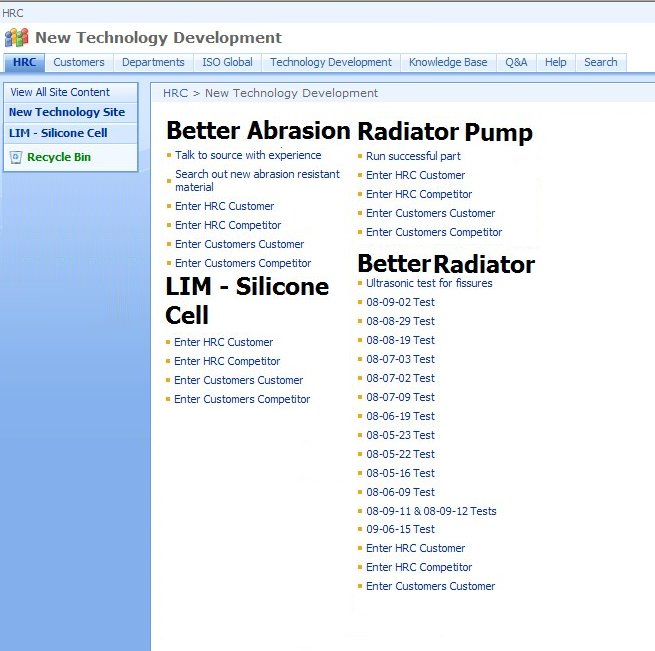 HRC
New Technology Development
HRC Customers Departments ISO Global Technology Development Knowledge Base Q&A Help Search
View All Site Content
New Technology Site
LIM - Silicone Cell
Recycle Bin
HRC > New Technology Development
Better Abrasion
Talk to source with experience
Search out new abrasion resistant
material
Enter HRC Customer
Enter HRC Competitor
Enter Customers Customer
Enter Customers Competitor
LIM - Silicone
Cell
Enter HRC Customer
Enter HRC Competitor
Enter Customers Customer
Enter Customers Competitor
Radiator Pump
Run successful part
Enter HRC Customer
Enter HRC Competitor
Enter Customers Customer
Enter Customers Competitor
Better Radiator
Ultrasonic test for fissures
08-09-02 Test
08-08-29 Test
08-08-19 Test
08-07-03 Test
08-07-02 Test
08-07-09 Test
08-06-19 Test
08-05-23 Test
08-05-22 Test
08-05-16 Test
08-06-09 Test
08-09-11 & 08-09-12 Tests
09-06-15 Test
Enter HRC Customer
Enter HRC Competitor
Enter Customers Customer